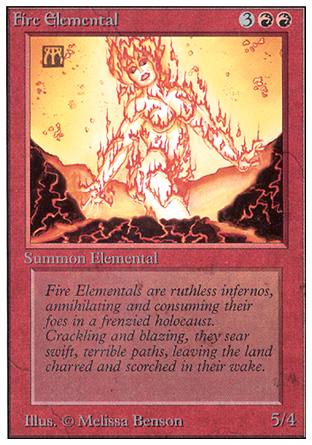 Fire Elemental 3
Summon Elemental
Fire Elementals are ruthless infernos,
annihilating and consuming their
foes in a frenzied holocaust.
Crackling and blazing, they sear
swift, terrible paths, leaving the land
charred and scorched in their wake.
Illus. © Melissa Benson 5/4